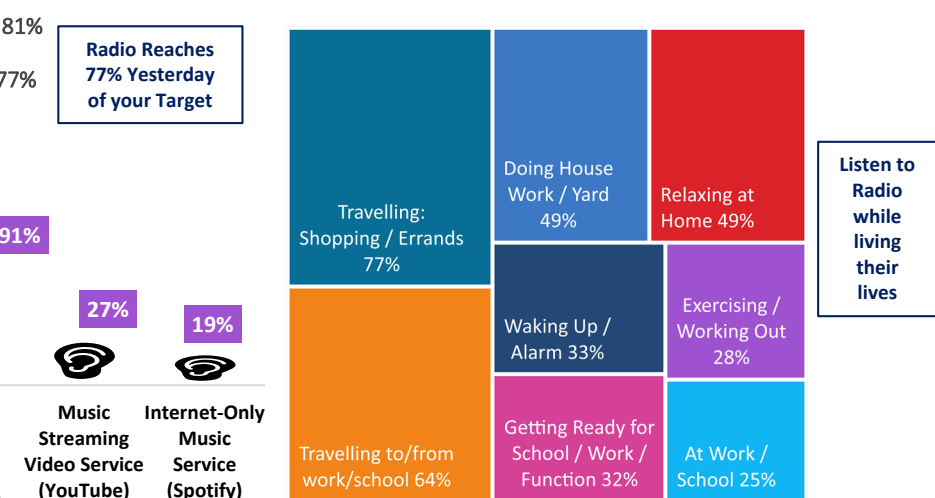 81%
77%
Radio Reaches
77% Yesterday
of your Target
91%
27%
19%
Music
Streaming
Video Service
(YouTube)
Internet-Only
Music
Service
(Spotify)
Travelling:
Shopping / Errands
77%
Doing House
Work / Yard
49%
Relaxing at
Home 49%
Waking Up /
Alarm 33%
Exercising /
Working Out
28%
Travelling to/from
work/school 64%
Getting Ready for
School / Work /
Function 32%
At Work /
School 25%
Listen to
Radio
while
living
their
lives